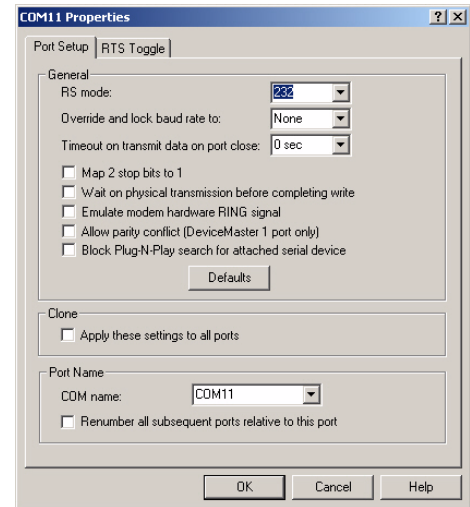 COM11 Properties
Port Setup RTS Toggle
General
RS mode: 232
Override and lock baud rate to: None
Timeout on transmit data on port close: 0 sec
Map 2 stop bits to 1
Wait on physical transmission before completing write
Emulate modem hardware RING signal
Allow parity conflict (DeviceMaster 1 port only)
Block Plug-N-Play search for attached serial device
Defaults
Clone
Apply these settings to all ports
Port Name
COM name: COM11
Renumber all subsequent ports relative to this port
OK Cancel Help